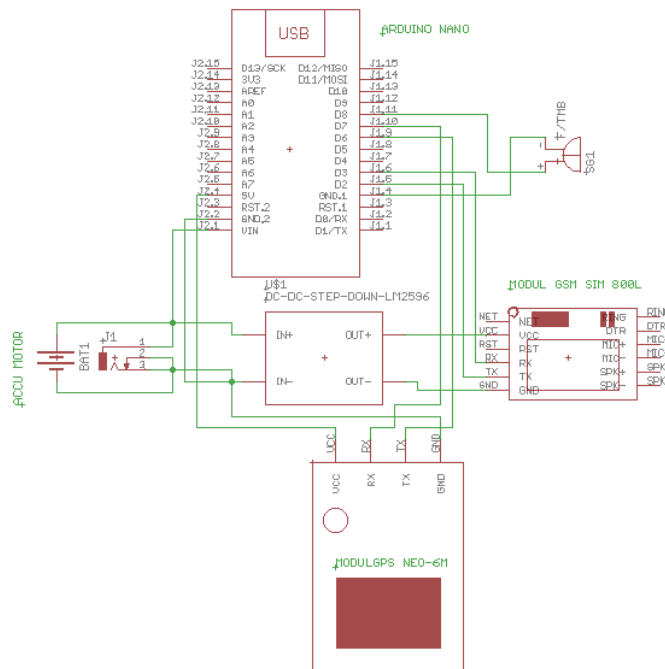 USB
ARDUINO NANO
J2.15 D13/SCK D12/MISO J1.15
J2.14 3V3 D11/MOSI J1.14
J2.13 AREF D10 J1.13
J2.12 A0 D9 J1.12
J2.11 A1 D8 J1.11
J2.10 A2 D7 J1.10
J2.9 A3 D6 J1.9
J2.8 A4 D5 J1.8
J2.7 A5 D4 J1.7
J2.6 A6 D3 J1.6
J2.5 A7 D2 J1.5
J2.4 5V GND.1 J1.4
J2.3 RST.2 RST.1 J1.3
J2.2 GND.2 D0/RX J1.2
J2.1 VIN D1/TX J1.1
F/TMB
- +
SG1
U$1
DC-DC-STEP-DOWN-LM2596
IN+ OUT+
IN- OUT-
MODUL GSM SIM 800L
NET NET RING RIN
VCC VCC DTR DTR
RST RST MIC+ MIC
RX RX MIC- MIC
TX TX SPK+ SPK
GND GND SPK- SPK
ACCU MOTOR
BAT1
J1
1
2
3
VCC RX TX GND
VCC RX TX GND
MODULGPS NEO-6M